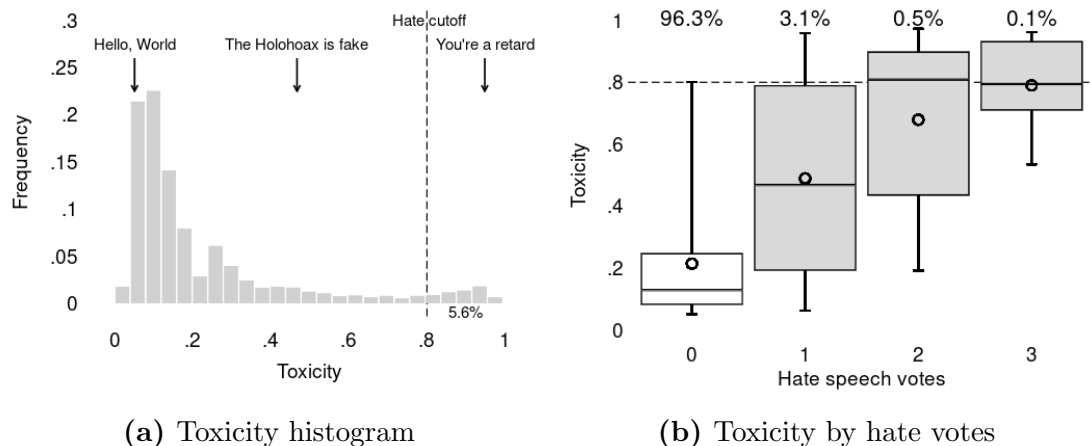 .3
Hate cutoff
Hello, World
The Holohoax is fake
You're a retard
.25
.2
.15
.1
.05
0
Frequency
5.6%
0 .2 .4 .6 .8 1
Toxicity
(a) Toxicity histogram
96.3% 3.1% 0.5% 0.1%
1
.8
.6
.4
.2
0
Toxicity
0 1 2 3
Hate speech votes
(b) Toxicity by hate votes